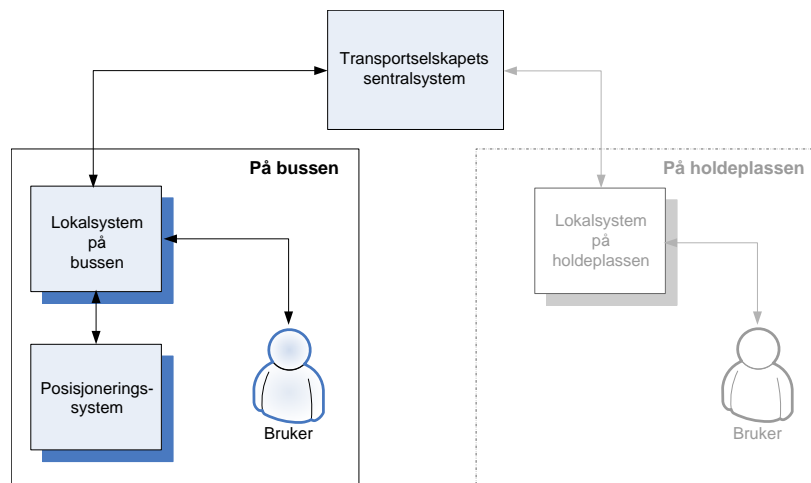 Transportselskapets
sentralsystem
På bussen
Lokalsystem
på
bussen
Posisjonerings-
system
Bruker
På holdeplassen
Lokalsystem
på
holdeplassen
Bruker